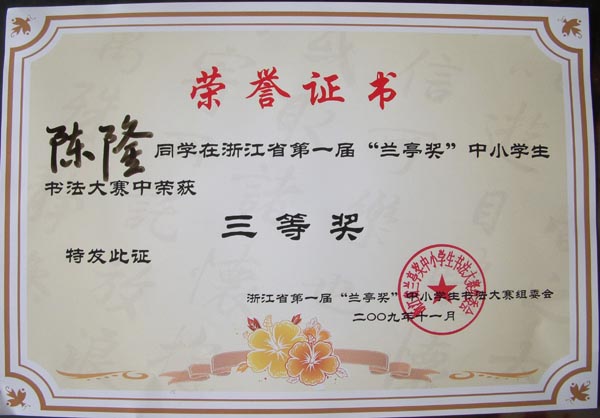 荣誉证书
陈隆同学在浙江省第一届“兰亭奖”中小学生
书法大赛中荣获
三等奖
特发此证
浙江省第一届“兰亭奖”中小学生书法大赛组委会
二〇〇九年十一月